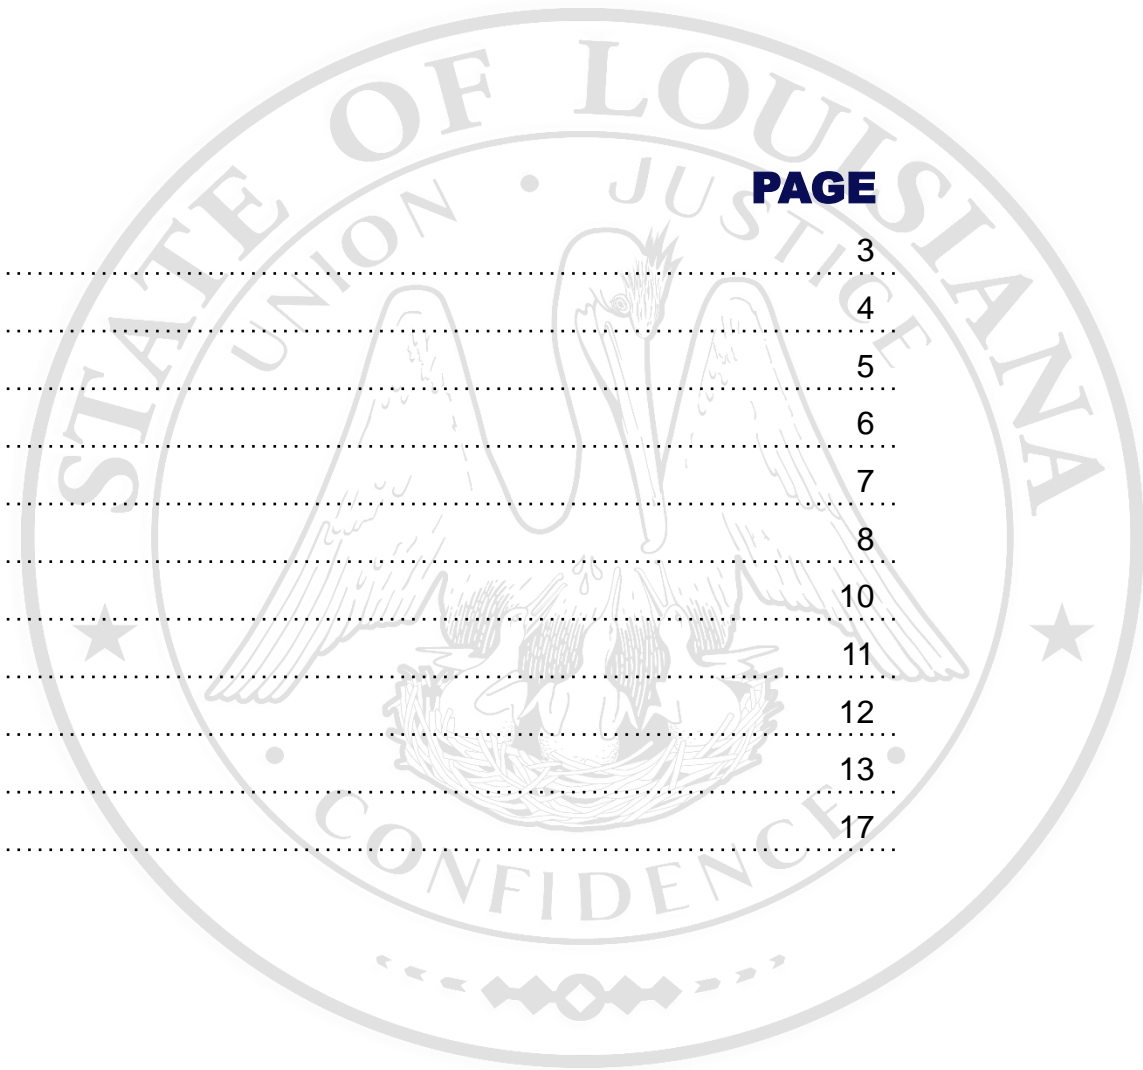 STATE OF LOUISIANA
UNION • JUSTICE
PAGE
3
4
5
6
7
8
10
11
12
13
17
• CONFIDENCE •